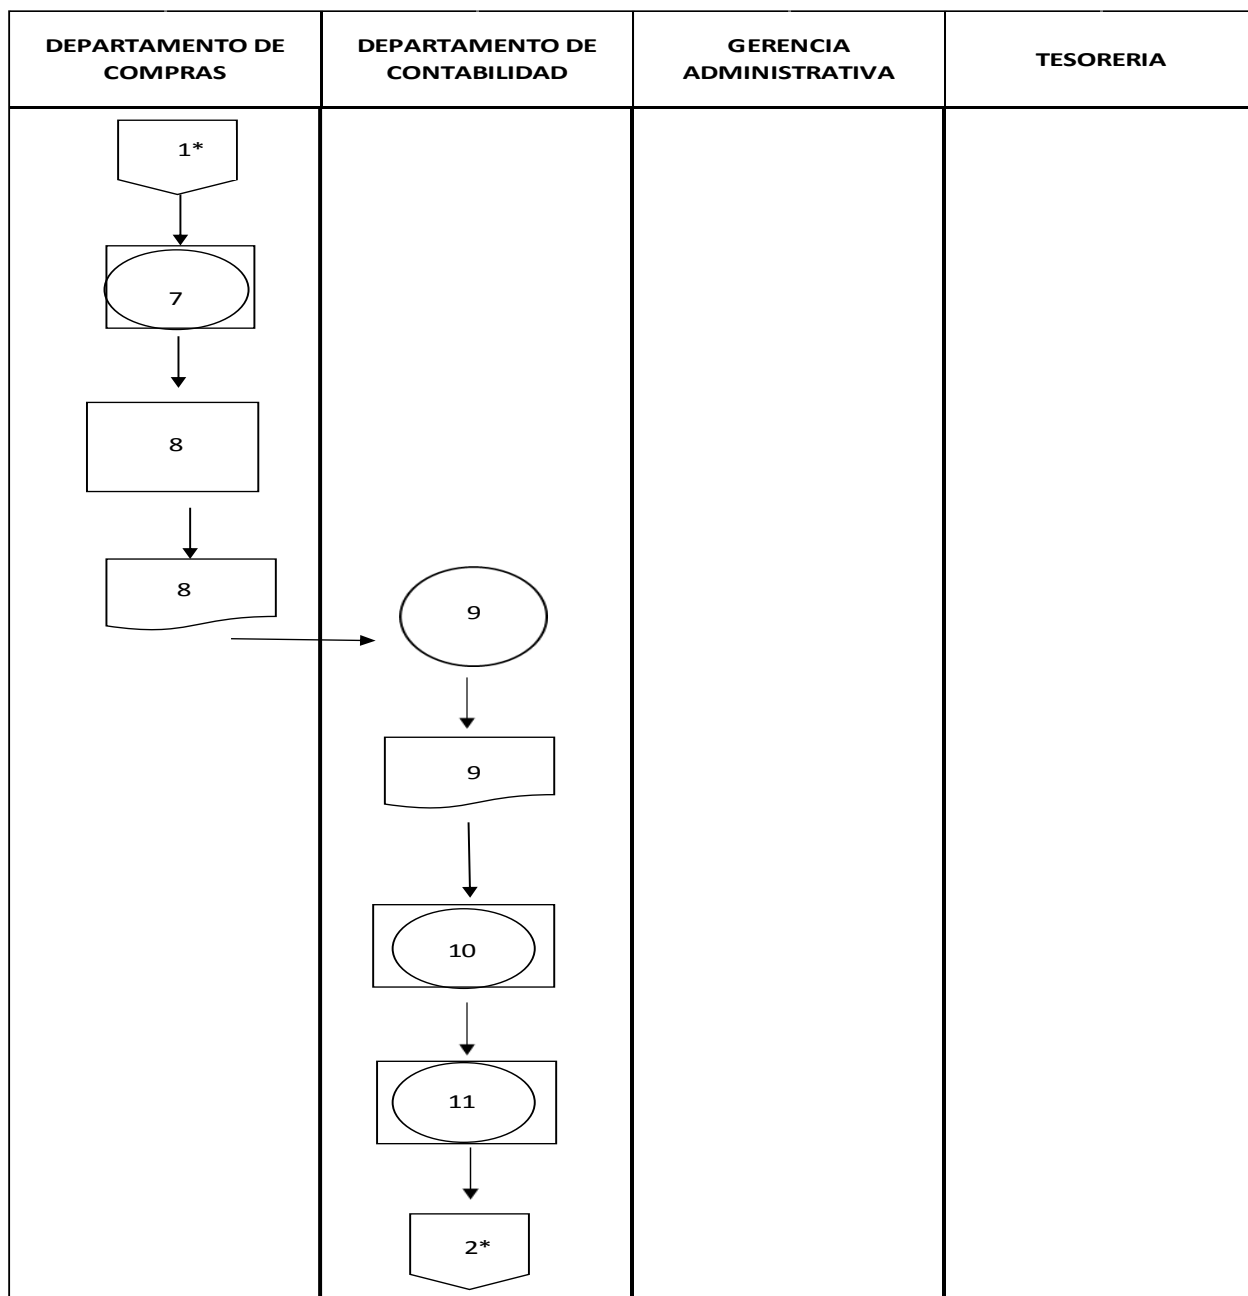 DEPARTAMENTO DE
COMPRAS
DEPARTAMENTO DE
CONTABILIDAD
GERENCIA
ADMINISTRATIVA
TESORERIA
1*
7
8
8
9
9
10
11
2*